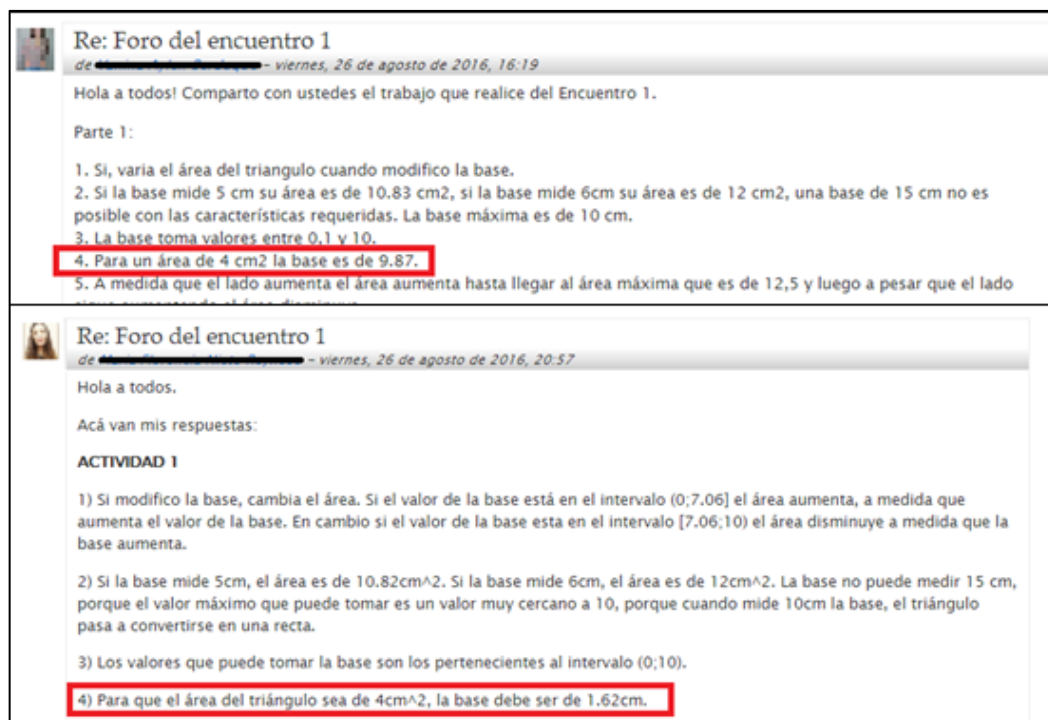 Re: Foro del encuentro 1
de – viernes, 26 de agosto de 2016, 16:19
Hola a todos! Comparto con ustedes el trabajo que realice del Encuentro 1.
Parte 1:
1. Si, varia el área del triangulo cuando modifico la base.
2. Si la base mide 5 cm su área es de 10.83 cm2, si la base mide 6cm su área es de 12 cm2, una base de 15 cm no es
posible con las características requeridas. La base máxima es de 10 cm.
3. La base toma valores entre 0,1 y 10.
4. Para un área de 4 cm2 la base es de 9.87.
5. A medida que el lado aumenta el área aumenta hasta llegar al área máxima que es de 12,5 y luego a pesar que el lado
sigue aumentando el área disminuye
Re: Foro del encuentro 1
de – viernes, 26 de agosto de 2016, 20:57
Hola a todos.
Acá van mis respuestas:
ACTIVIDAD 1
1) Si modifico la base, cambia el área. Si el valor de la base está en el intervalo (0;7.06] el área aumenta, a medida que
aumenta el valor de la base. En cambio si el valor de la base esta en el intervalo [7.06;10) el área disminuye a medida que la
base aumenta.
2) Si la base mide 5cm, el área es de 10.82cm^2. Si la base mide 6cm, el área es de 12cm^2. La base no puede medir 15 cm,
porque el valor máximo que puede tomar es un valor muy cercano a 10, porque cuando mide 10cm la base, el triángulo
pasa a convertirse en una recta.
3) Los valores que puede tomar la base son los pertenecientes al intervalo (0;10).
4) Para que el área del triángulo sea de 4cm^2, la base debe ser de 1.62cm.